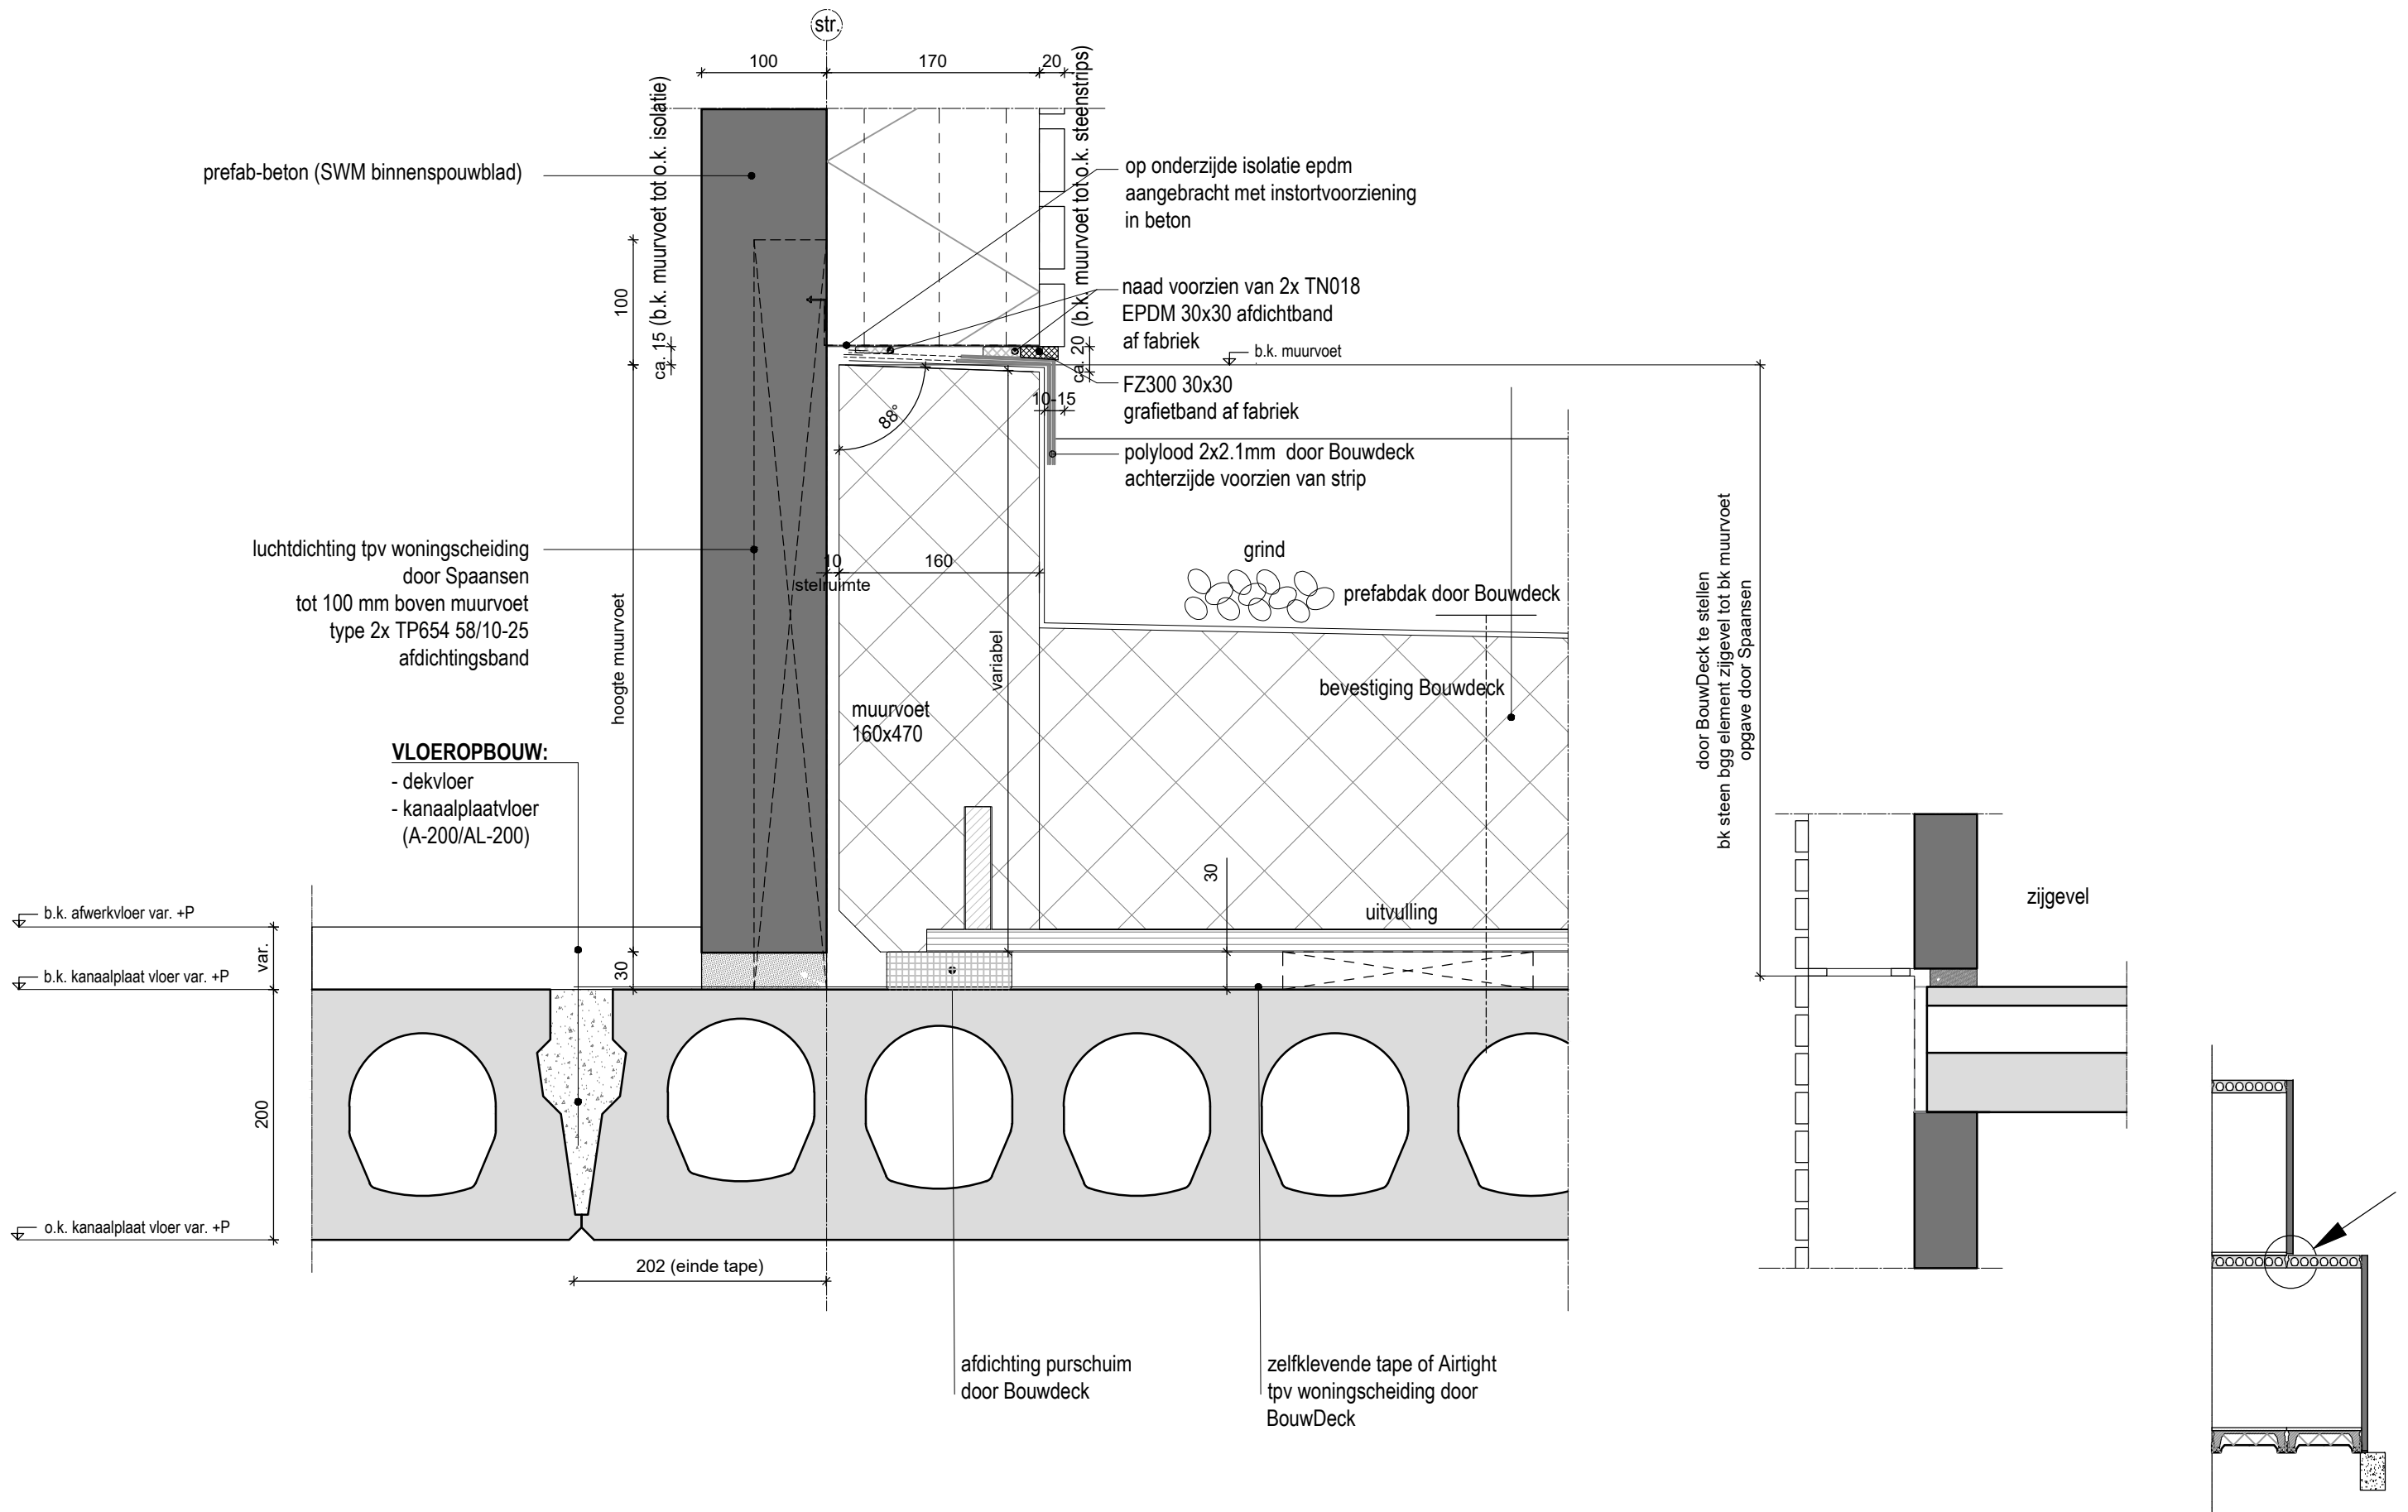 str.
100
170
20
ca. 15 (b.k. muurvoet tot o.k. isolatie)
ca. 20 (b.k. muurvoet tot o.k. steenstrips)
prefab-beton (SWM binnenspouwblad)
op onderzijde isolatie epdm
aangebracht met instortvoorziening
in beton
100
naad voorzien van 2x TN018
EPDM 30x30 afdichtband
af fabriek
b.k. muurvoet
FZ300 30x30
grafietband af fabriek
10-15
88°
polylood 2x2.1mm door Bouwdeck
achterzijde voorzien van strip
luchtdichting tpv woningscheiding
door Spaansen
tot 100 mm boven muurvoet
type 2x TP654 58/10-25
afdichtingsband
10
stelruimte
160
grind
prefabdak door Bouwdeck
hoogte muurvoet
variabel
door BouwDeck te stellen
bk steen bgg element zijgevel tot bk muurvoet
opgave door Spaansen
bevestiging Bouwdeck
muurvoet
160x470
VLOEROPBOUW:
- dekvloer
- kanaalplaatvloer
(A-200/AL-200)
30
uitvulling
zijgevel
b.k. afwerkvloer var. +P
var.
b.k. kanaalplaat vloer var. +P
30
200
o.k. kanaalplaat vloer var. +P
202 (einde tape)
afdichting purschuim
door Bouwdeck
zelfklevende tape of Airtight
tpv woningscheiding door
BouwDeck